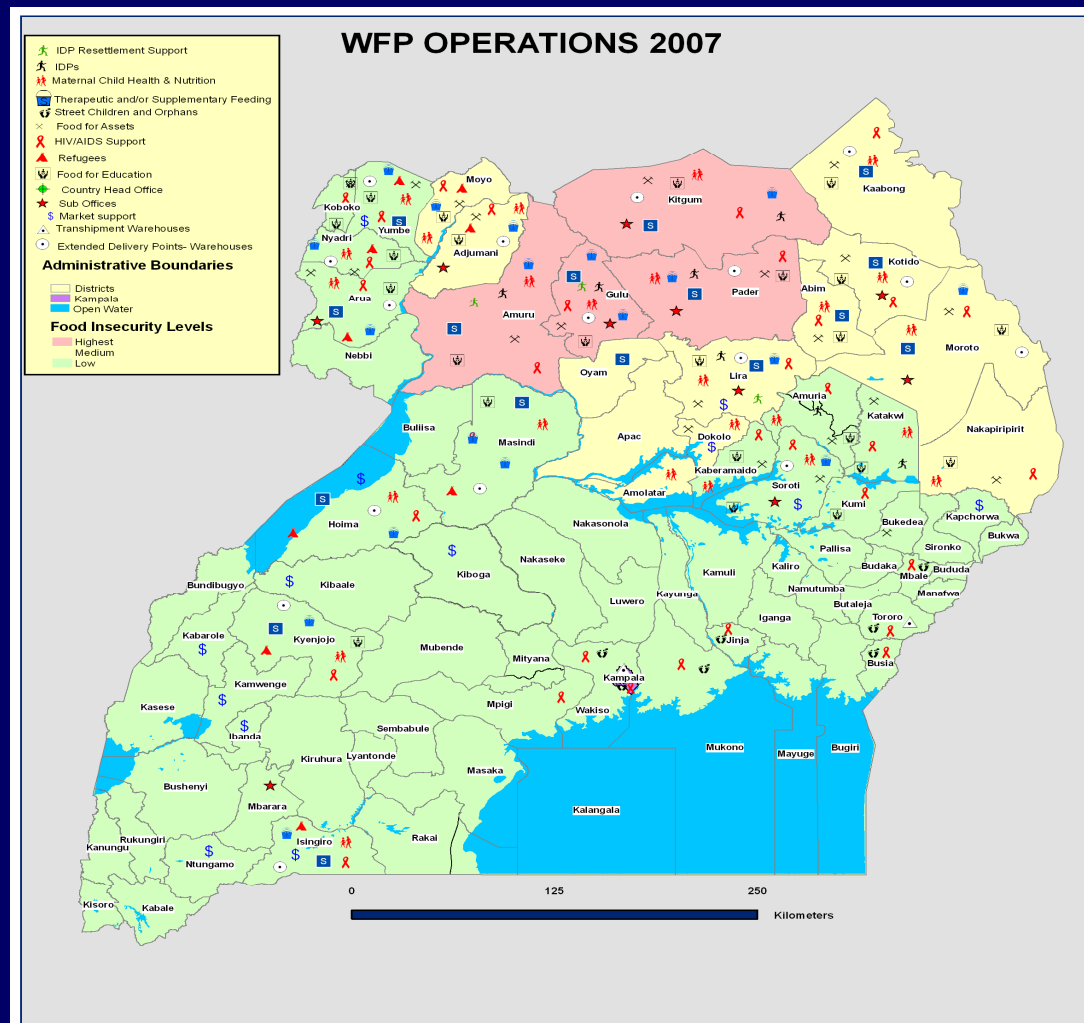 WFP OPERATIONS 2007
IDP Resettlement Support
IDPs
Maternal Child Health & Nutrition
Therapeutic and/or Supplementary Feeding
Street Children and Orphans
Food for Assets
HIV/AIDS Support
Refugees
Food for Education
Country Head Office
Sub Offices
$ Market support
Transhipment Warehouses
Extended Delivery Points- Warehouses
Administrative Boundaries
Districts
Kampala
Open Water
Food Insecurity Levels
Highest
Medium
Low
Kaabong
Moyo
Kitgum
Koboko
Yumbe
Nyadri
Adjumani
Kotido
Abim
Pader
Gulu
Arua
Amuru
Moroto
Nebbi
Oyam
Lira
Amuria
Katakwi
Buliisa
Masindi
Apac
Dokolo
Nakapiripirit
Kaberamaido
Amolatar
Soroti
Kumi
Kapchorwa
Hoima
Nakasonola
Bukedea
Bukwa
Pallisa
Sironko
Nakaseke
Kaliro
Budaka
Bududa
Mbale
Kamuli
Kiboga
Bundibugyo
Kibaale
Namutumba
Manafwa
Luwero
Kayunga
Butaleja
Iganga
Tororo
Kabarole
Kyenjojo
Mubende
Mityana
Jinja
Busia
Kamwenge
Kampala
Kasese
Mpigi
Wakiso
Ibanda
Sembabule
Kiruhura
Lyantonde
Mukono
Mayuge
Bugiri
Masaka
Bushenyi
Mbarara
Kalangala
Rukungiri
Kanungu
Isingiro
Rakai
Ntungamo
Kisoro
Kabale
0 125 250
Kilometers